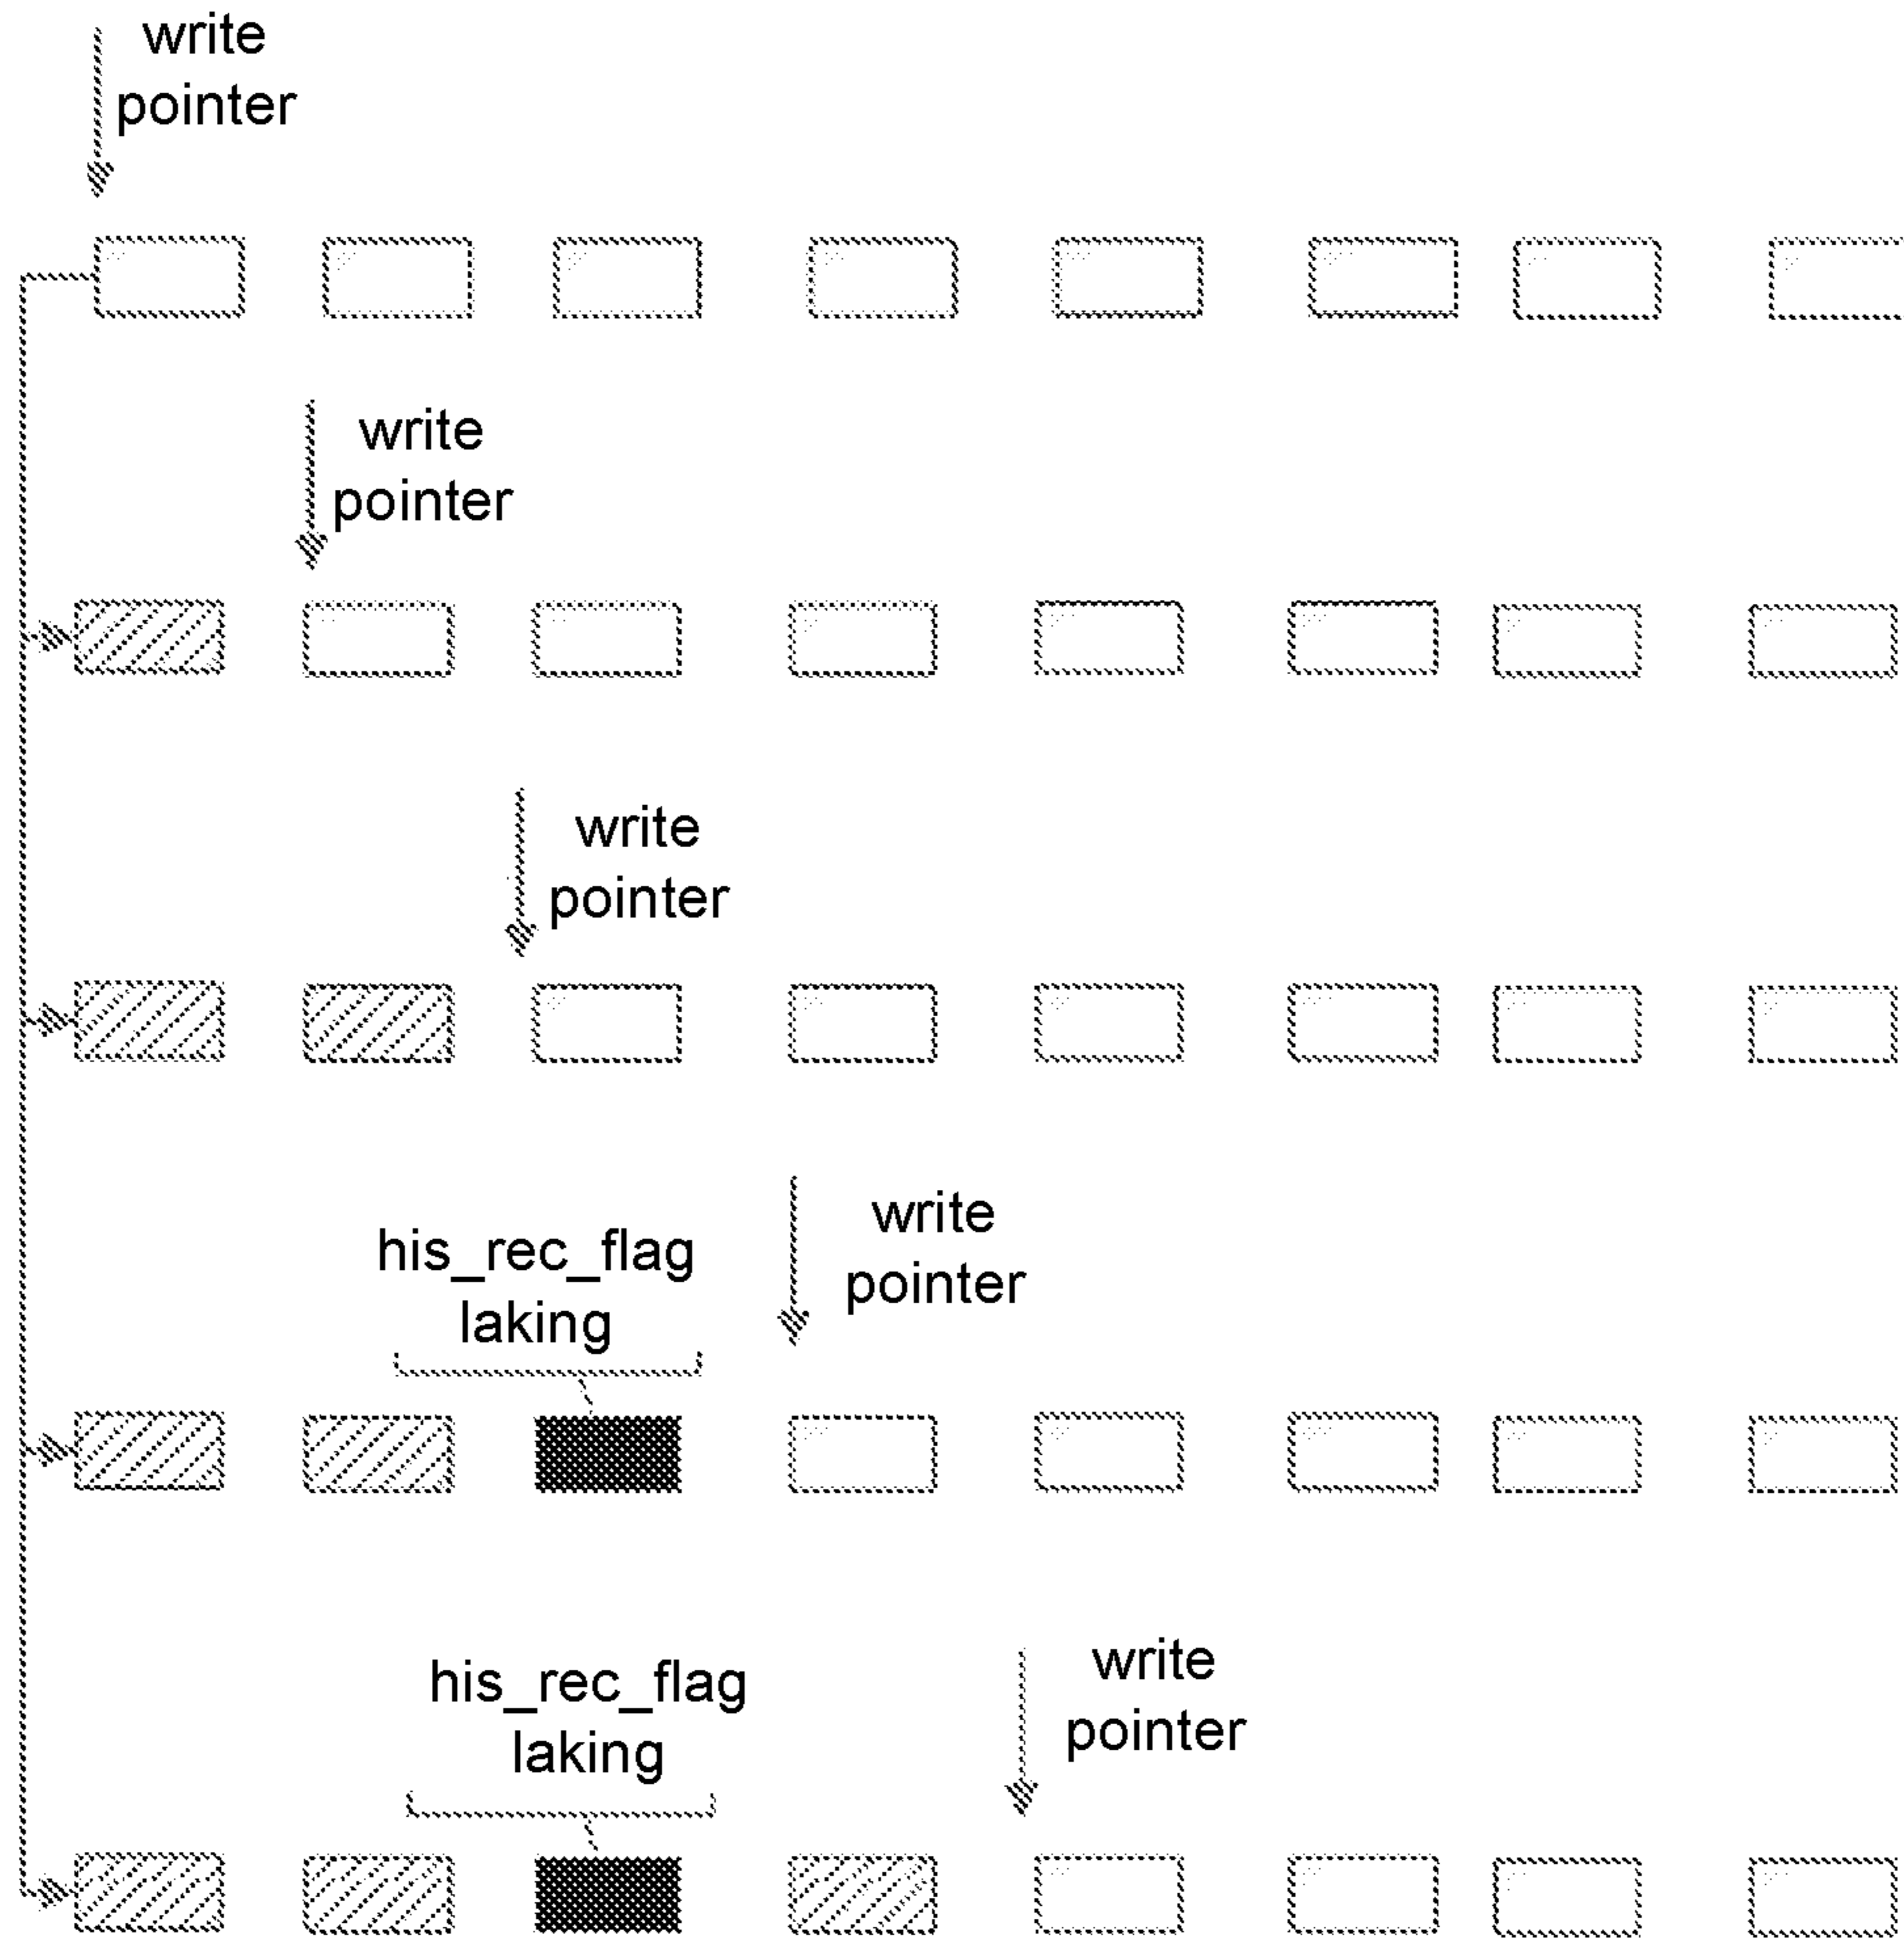 write
pointer
write
pointer
write
pointer
write
pointer
his_rec_flag
laking
write
pointer
his_rec_flag
laking